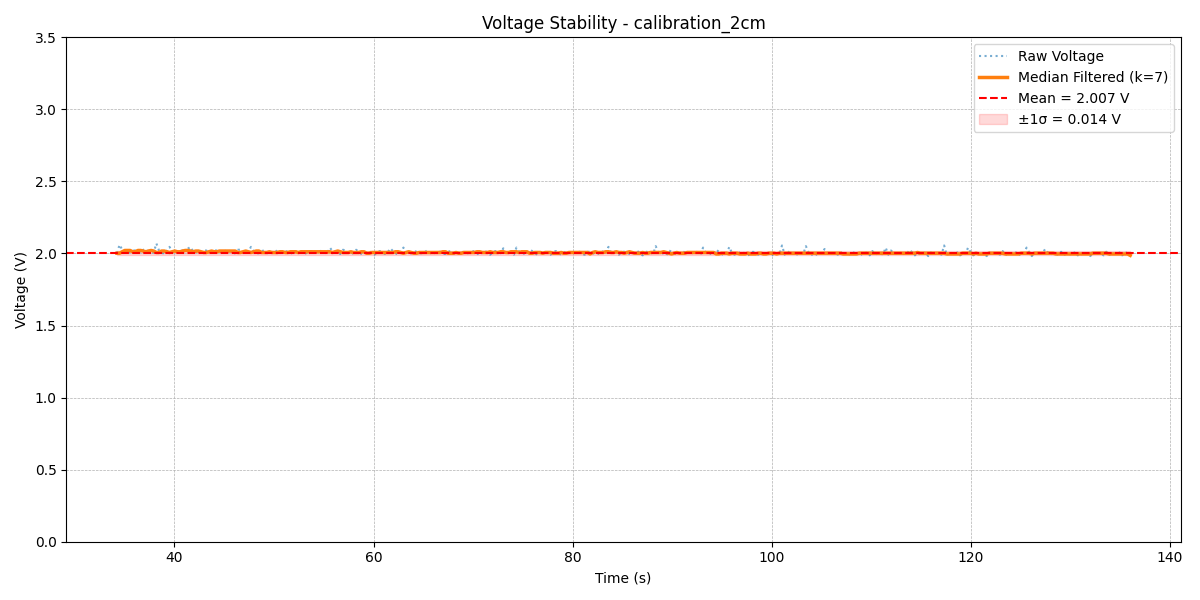 Voltage Stability - calibration_2cm
Raw Voltage
Median Filtered (k=7)
Mean = 2.007 V
±1σ = 0.014 V
Voltage (V)
3.5
3.0
2.5
2.0
1.5
1.0
0.5
0.0
40 60 80 100 120 140
Time (s)